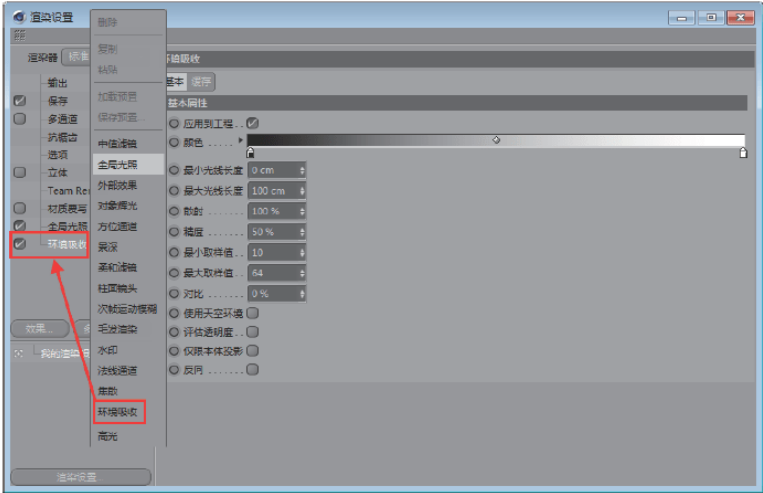 渲染设置
渲染器 标准
输出
保存
多通道
抗锯齿
选项
立体
Team Re
材质覆写
全局光照
环境吸收
效果...
我的渲染设
渲染设置...
删除
复制
粘贴
加载预置
保存预置...
中值滤镜
全局光照
外部效果
对象辉光
方位通道
景深
柔和滤镜
柱面镜头
次帧运动模糊
毛发渲染
水印
法线通道
焦散
环境吸收
高光
环境吸收
基本 缓存
基本属性
应用到工程..
颜色.....
最小光线长度 0 cm
最大光线长度 100 cm
散射....... 100 %
精度....... 50 %
最小取样值.. 10
最大取样值.. 64
对比....... 0 %
使用天空环境
评估透明度..
仅限本体投影
反向.......